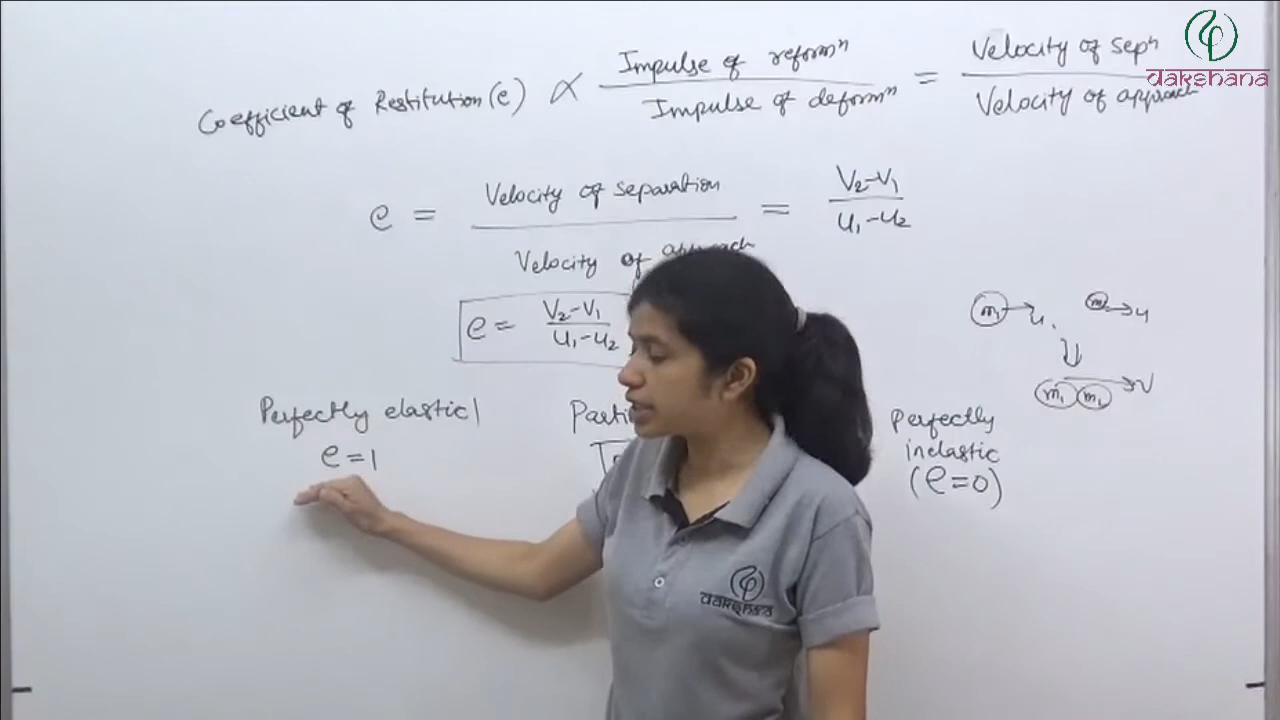 dakshana
Coefficient of Restitution (e) ∝ Impulse of reformⁿ / Impulse of deformⁿ = Velocity of sepⁿ / Velocity of approach
e = Velocity of separation / Velocity of approach = V₂-V₁ / u₁-u₂
e = V₂-V₁ / u₁-u₂
m₁ → u₁ m → u
⇓
m₁ m₂ → v
Perfectly elastic
e = 1
Perfectly
inelastic
(e = 0)
dakshana